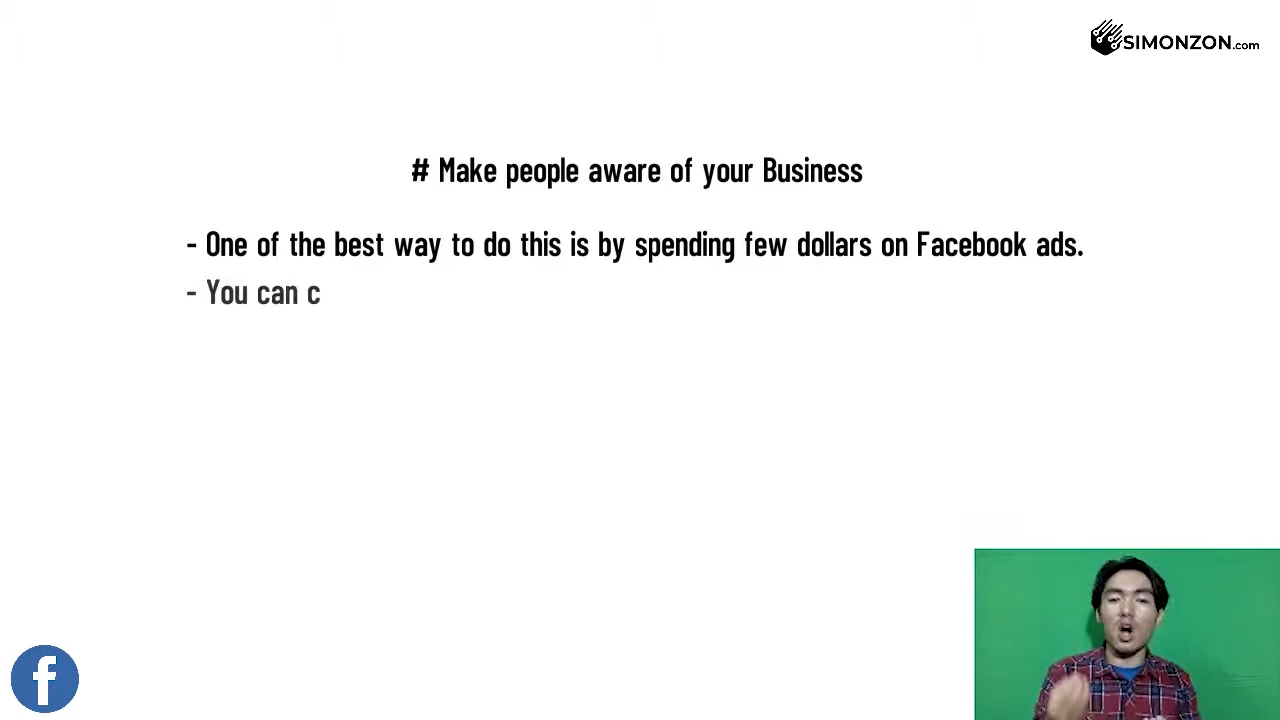 SIMONZON.com
# Make people aware of your Business
- One of the best way to do this is by spending few dollars on Facebook ads.
- You can c